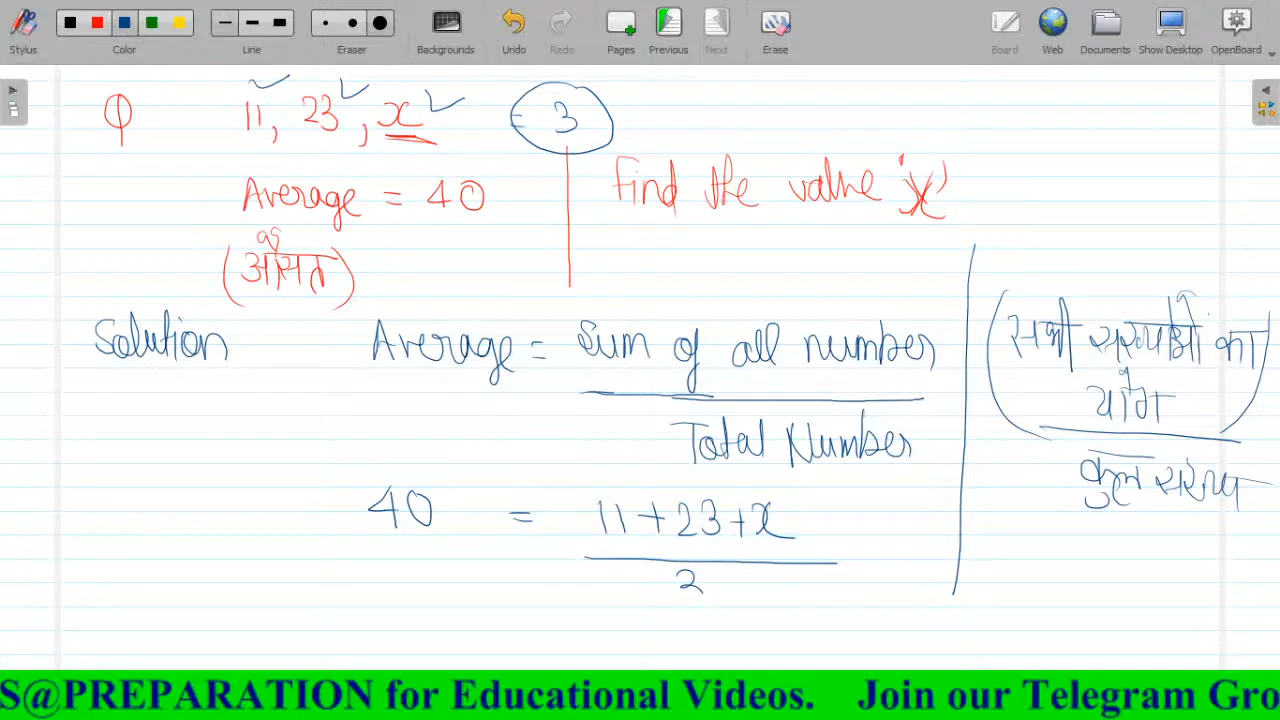 Stylus Color Line Eraser Backgrounds Undo Redo Pages Previous Next Erase Board Web Documents Show Desktop OpenBoard
Q 11, 23, x = 3
Average = 40
(औसत)
Find the value 'x'
Solution Average = Sum of all number
Total Number
(सभी संख्याओं का
योग)
कुल संख्य
40 = 11 + 23 + x
3
S@PREPARATION for Educational Videos. Join our Telegram Gro